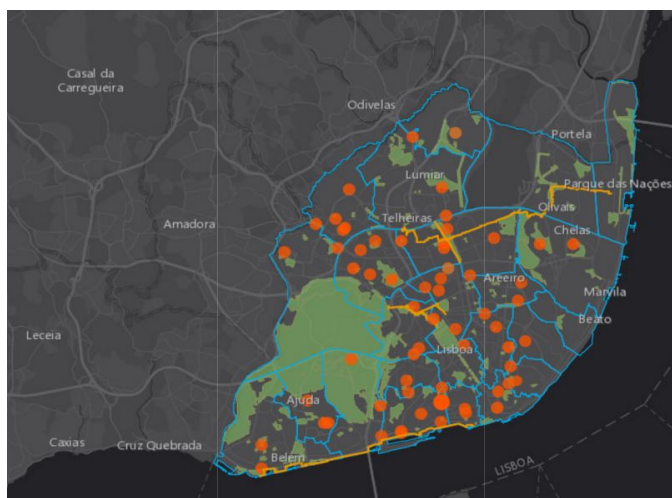 Casal da
Carregueira
Odivelas
Portela
Lumiar
Parque das Nações
Olivais
Telheiras
Amadora
Chelas
Areeiro
Marvila
Beato
Leceia
Lisboa
Ajuda
Caxias
Cruz Quebrada
Belém
LISBOA